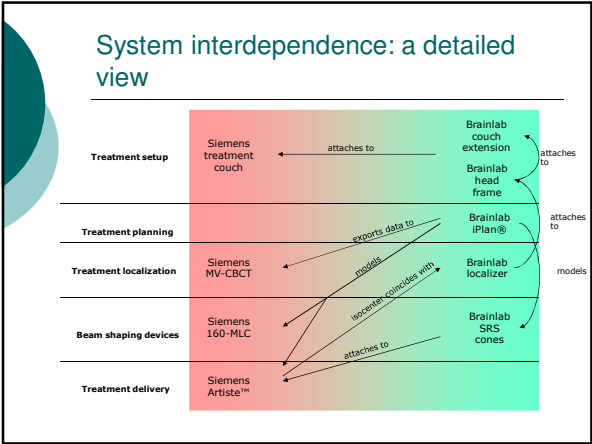 System interdependence: a detailed
view
Treatment setup
Siemens
treatment
couch
attaches to
Brainlab
couch
extension
attaches
to
Brainlab
head
frame
Treatment planning
exports data to
Brainlab
iPlan®
attaches
to
Treatment localization
Siemens
MV-CBCT
models
Isocenter coincides with
Brainlab
localizer
models
Beam shaping devices
Siemens
160-MLC
attaches to
Brainlab
SRS
cones
Treatment delivery
Siemens
Artiste™